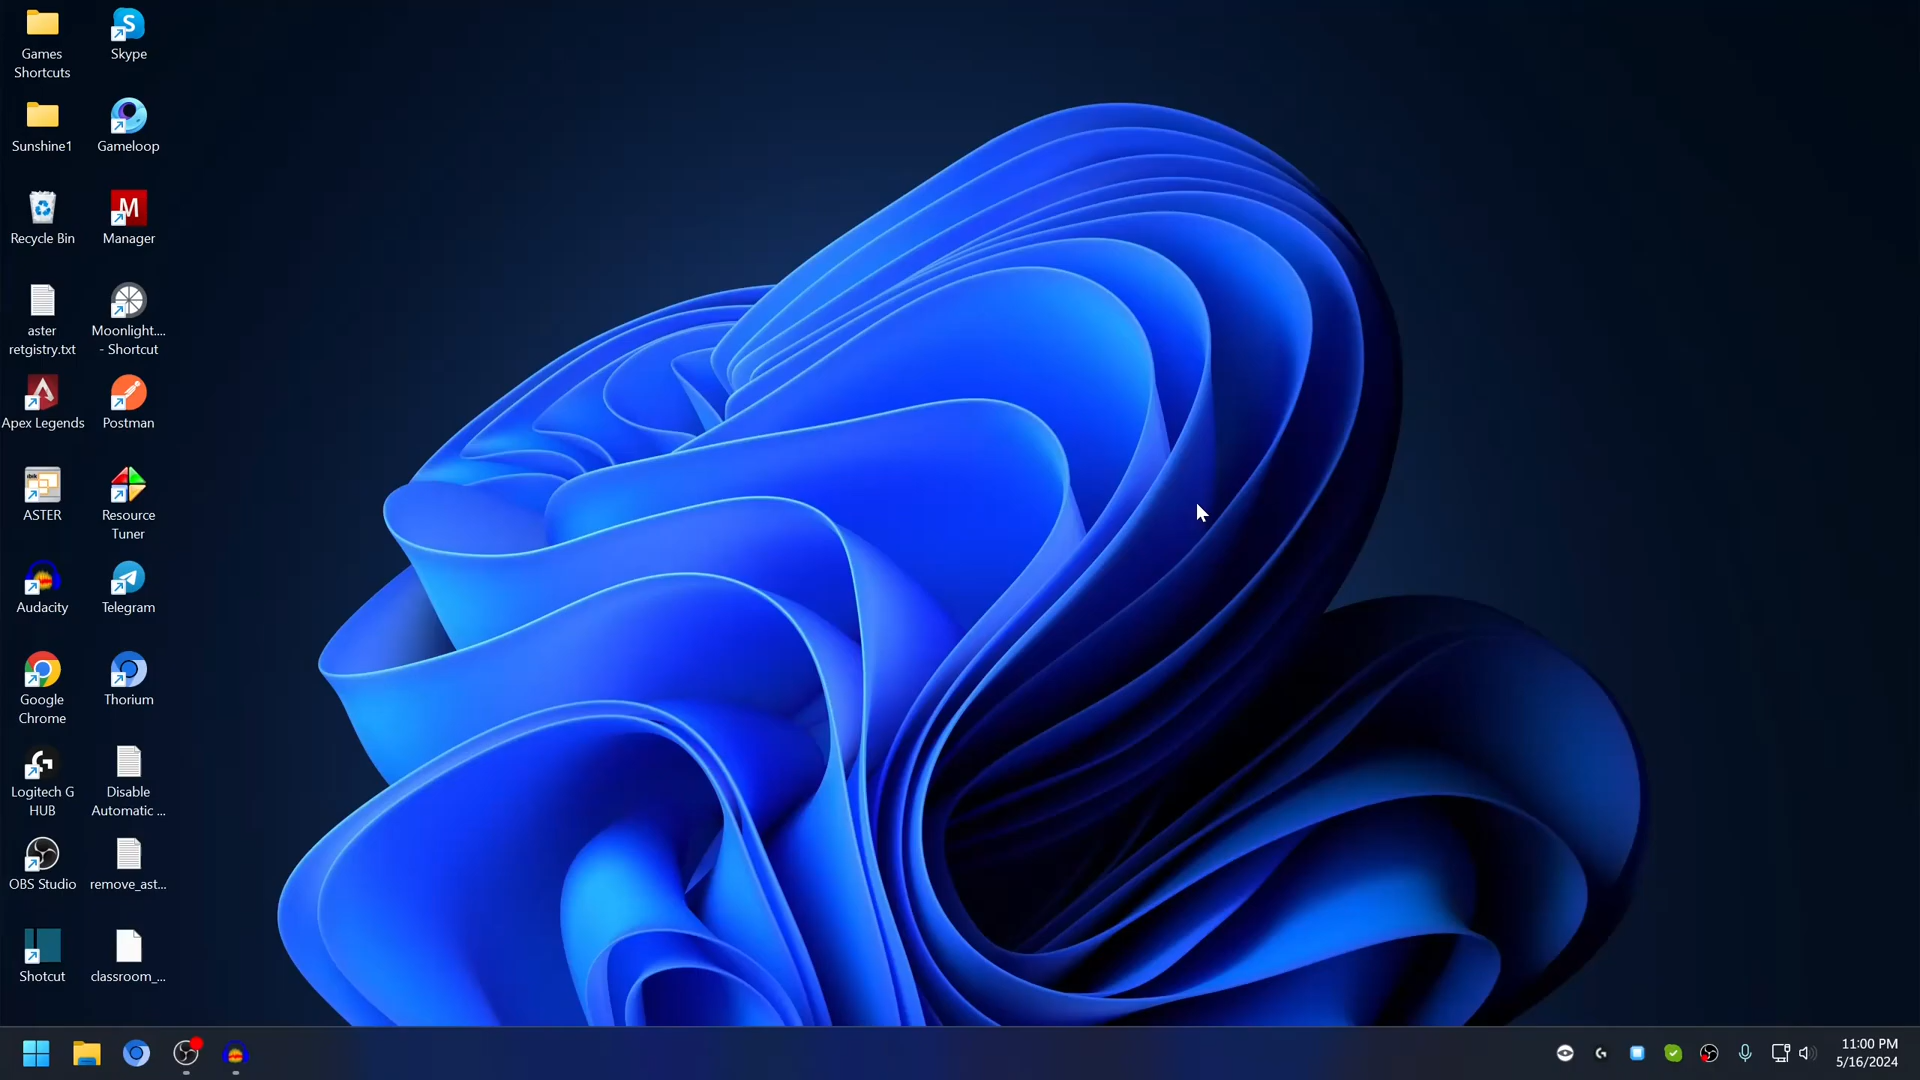 Games
Shortcuts
Skype
Sunshine1
Gameloop
Recycle Bin
M
Manager
aster
retgistry.txt
Moonlight....
- Shortcut
Apex Legends
Postman
ASTER
Resource
Tuner
Audacity
Telegram
Google
Chrome
Thorium
Logitech G
HUB
Disable
Automatic ...
OBS Studio
remove_ast...
Shotcut
classroom_...
11:00 PM
5/16/2024